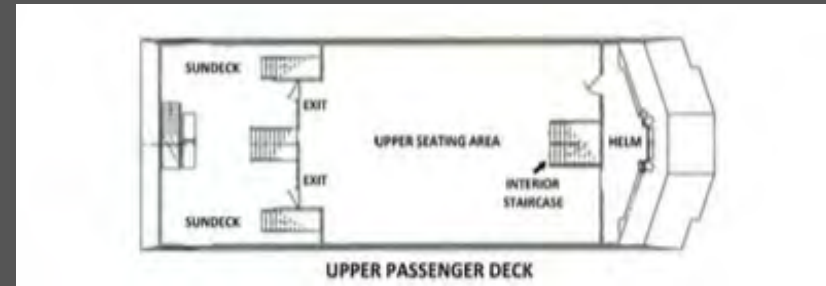 SUNDECK
EXIT
UPPER SEATING AREA
HELM
EXIT
INTERIOR
STAIRCASE
SUNDECK
UPPER PASSENGER DECK